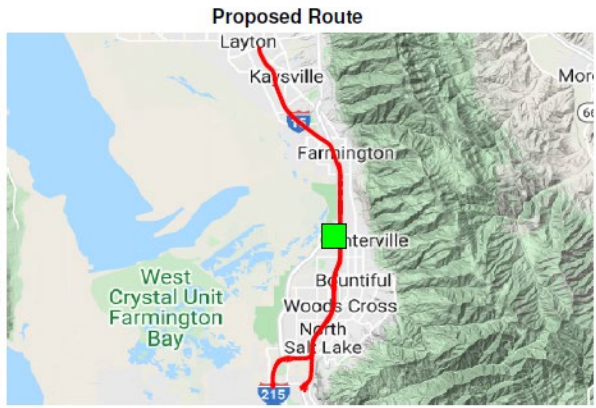 Proposed Route
Layton
Kaysville
Mor
15
Farmington
nterville
Bountiful
West
Crystal Unit
Farmington
Bay
Woods Cross
North
Salt Lake
215